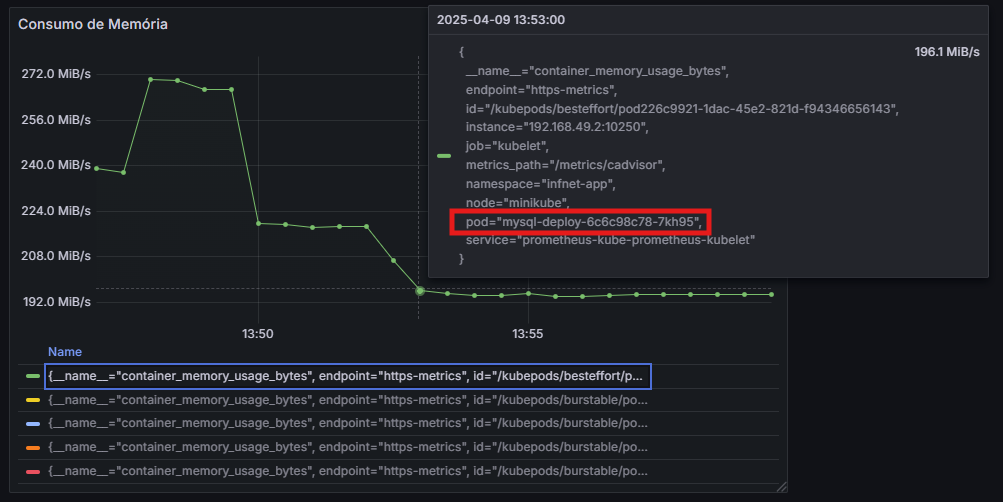 Consumo de Memória
272.0 MiB/s
256.0 MiB/s
240.0 MiB/s
224.0 MiB/s
208.0 MiB/s
192.0 MiB/s
13:50
13:55
2025-04-09 13:53:00
{
196.1 MiB/s
__name__="container_memory_usage_bytes",
endpoint="https-metrics",
id="/kubepods/besteffort/pod226c9921-1dac-45e2-821d-f94346656143",
instance="192.168.49.2:10250",
job="kubelet",
metrics_path="/metrics/cadvisor",
namespace="infnet-app",
node="minikube",
pod="mysql-deploy-6c6c98c78-7kh95",
service="prometheus-kube-prometheus-kubelet"
}
Name
{__name__="container_memory_usage_bytes", endpoint="https-metrics", id="/kubepods/besteffort/p...
{__name__="container_memory_usage_bytes", endpoint="https-metrics", id="/kubepods/burstable/po...
{__name__="container_memory_usage_bytes", endpoint="https-metrics", id="/kubepods/burstable/po...
{__name__="container_memory_usage_bytes", endpoint="https-metrics", id="/kubepods/burstable/po...
{__name__="container_memory_usage_bytes", endpoint="https-metrics", id="/kubepods/burstable/po...